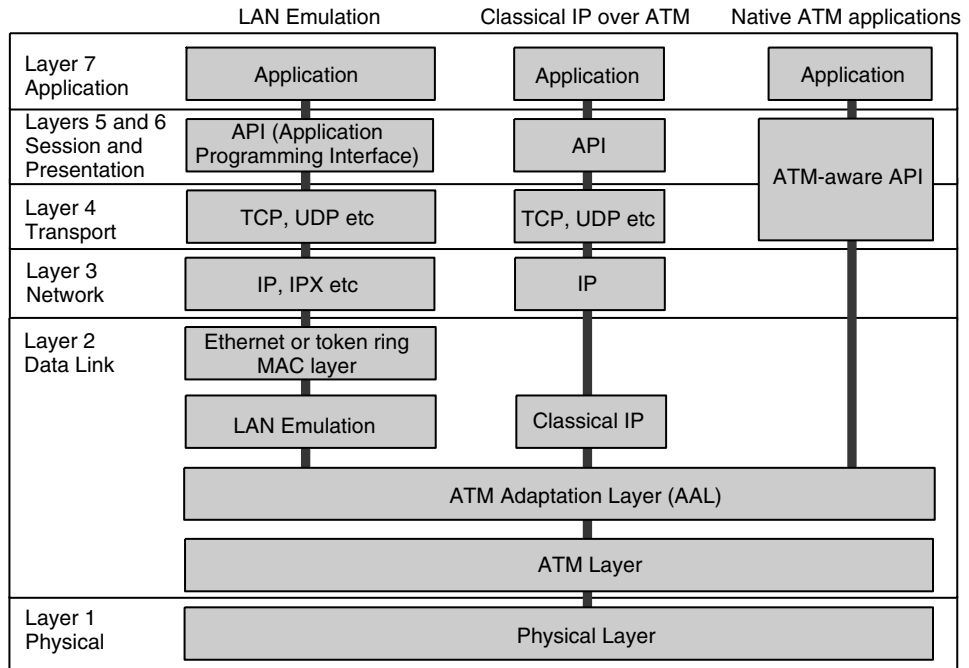 LAN Emulation
Classical IP over ATM
Native ATM applications
Layer 7
Application
Application
Application
Application
Layers 5 and 6
Session and
Presentation
API (Application
Programming Interface)
API
ATM-aware API
Layer 4
Transport
TCP, UDP etc
TCP, UDP etc
Layer 3
Network
IP, IPX etc
IP
Layer 2
Data Link
Ethernet or token ring
MAC layer
LAN Emulation
Classical IP
ATM Adaptation Layer (AAL)
ATM Layer
Layer 1
Physical
Physical Layer